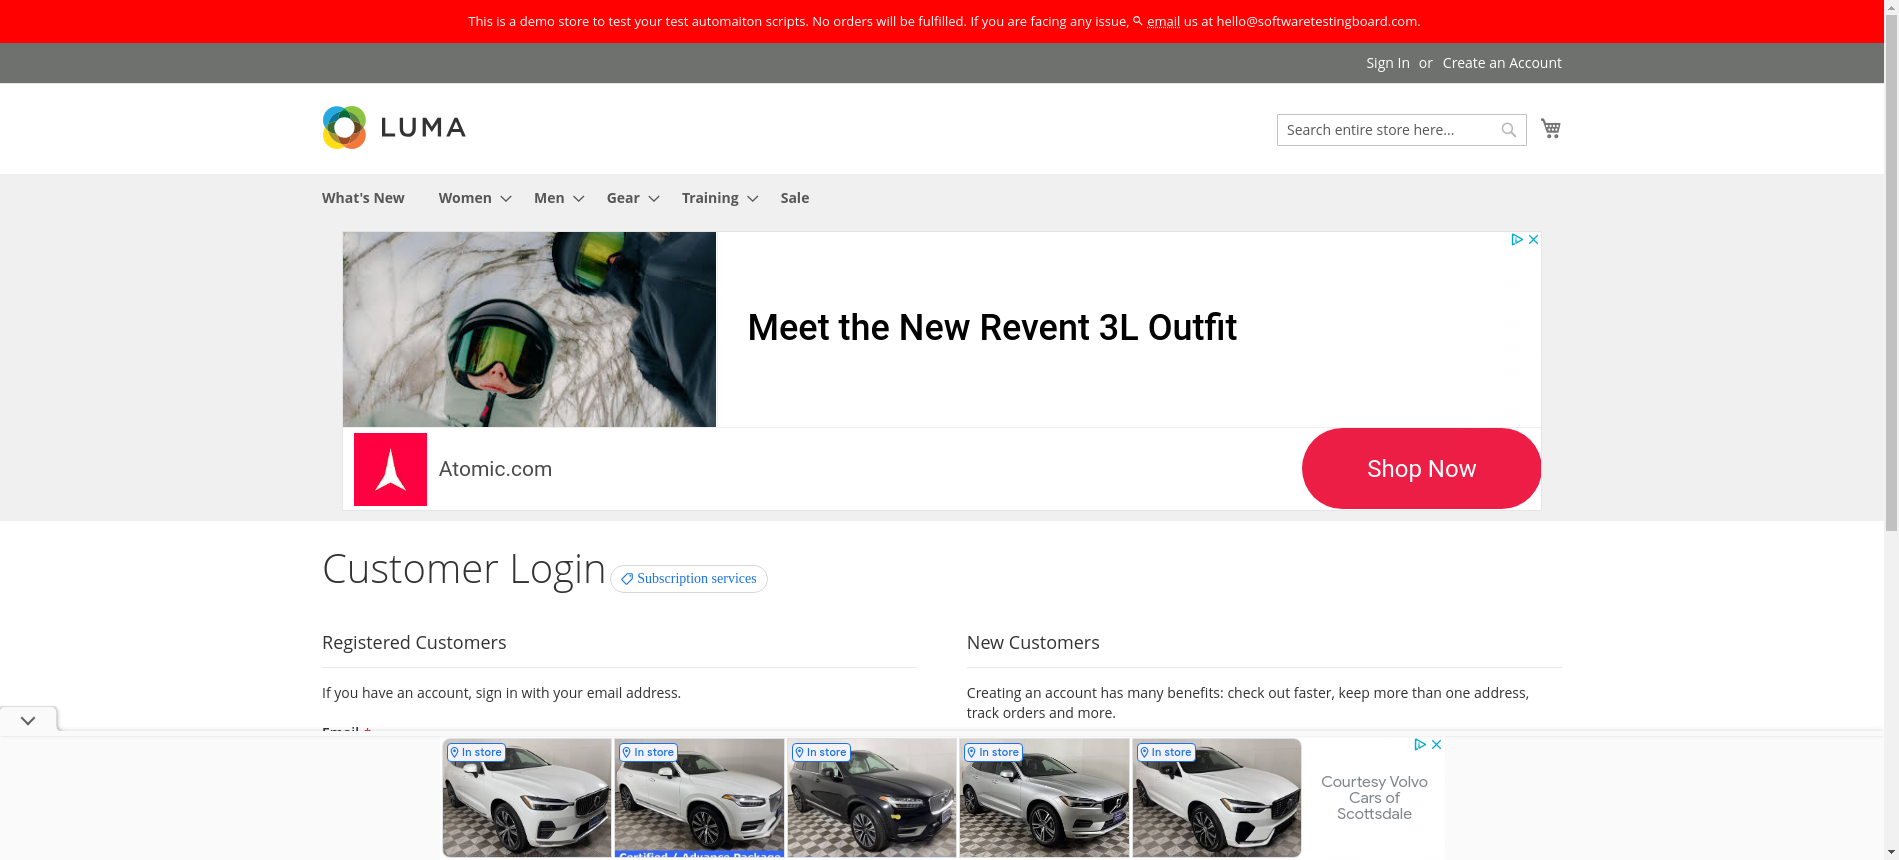 This is a demo store to test your test automaiton scripts. No orders will be fulfilled. If you are facing any issue, email us at hello@softwaretestingboard.com.
Sign In or Create an Account
LUMA
Search entire store here...
What's New Women Men Gear Training Sale
Meet the New Revent 3L Outfit
Atomic.com
Shop Now
Customer Login
Subscription services
Registered Customers
If you have an account, sign in with your email address.
Email *
New Customers
Creating an account has many benefits: check out faster, keep more than one address,
track orders and more.
In store In store In store In store In store
Certified / Advance Package
Courtesy Volvo
Cars of
Scottsdale